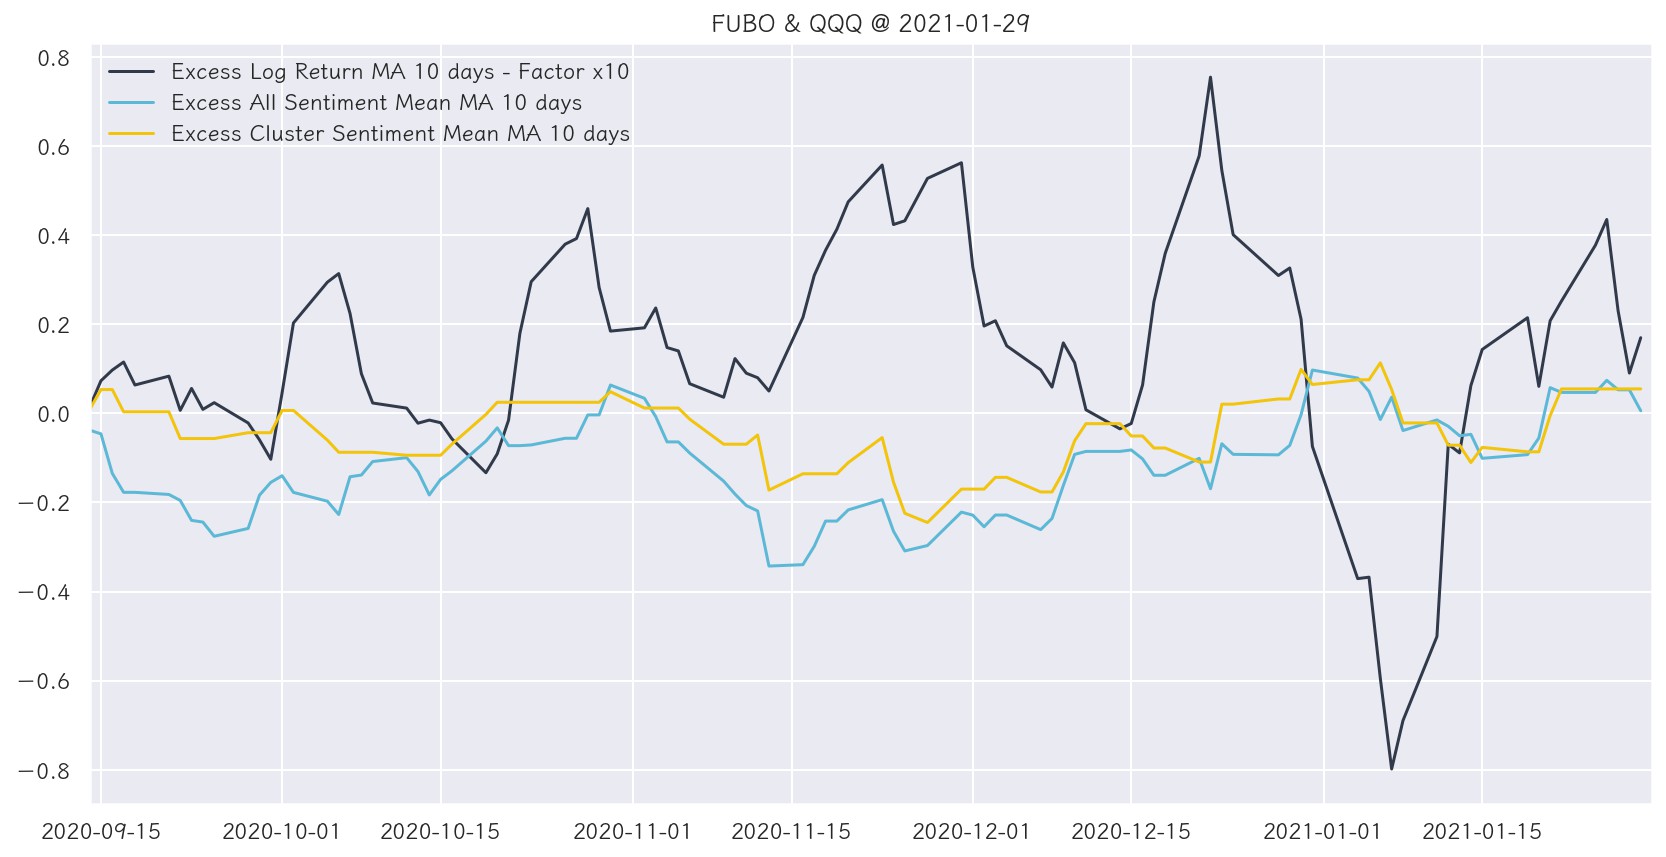 FUBO & QQQ @ 2021-01-29
Excess Log Return MA 10 days - Factor x10
Excess All Sentiment Mean MA 10 days
Excess Cluster Sentiment Mean MA 10 days
0.8
0.6
0.4
0.2
0.0
−0.2
−0.4
−0.6
−0.8
2020-09-15 2020-10-01 2020-10-15 2020-11-01 2020-11-15 2020-12-01 2020-12-15 2021-01-01 2021-01-15